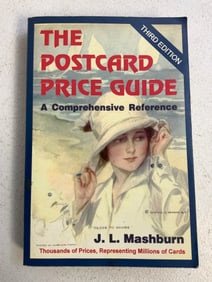 THE
POSTCARD
PRICE GUIDE
THIRD EDITION
A Comprehensive Reference
J. L. Mashburn
Thousands of Prices, Representing Millions of Cards